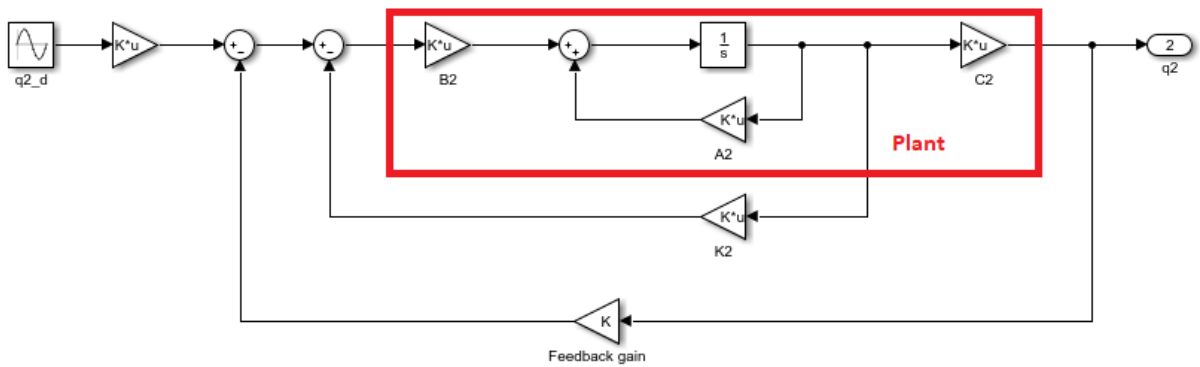 K*u
+
-
+
-
K*u
+
+
1
s
K*u
2
q2_d
B2
C2
q2
K*u
A2
Plant
K*u
K2
K
Feedback gain